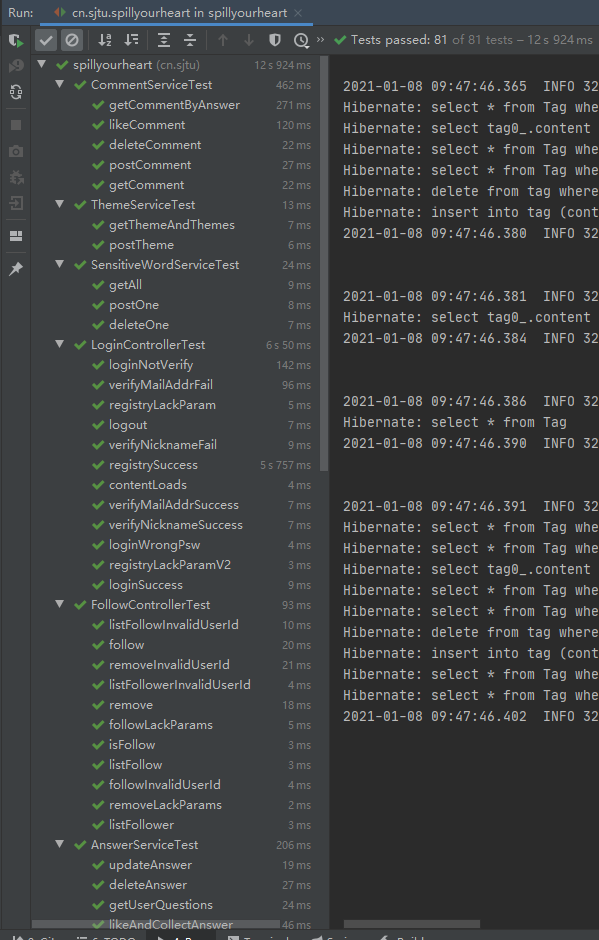 Run: cn.sjtu.spillyourheart in spillyourheart ×
» Tests passed: 81 of 81 tests – 12 s 924 ms
spillyourheart (cn.sjtu) 12 s 924 ms
CommentServiceTest 462 ms
getCommentByAnswer 271 ms
likeComment 120 ms
deleteComment 22 ms
postComment 27 ms
getComment 22 ms
ThemeServiceTest 13 ms
getThemeAndThemes 7 ms
postTheme 6 ms
SensitiveWordServiceTest 24 ms
getAll 9 ms
postOne 8 ms
deleteOne 7 ms
LoginControllerTest 6 s 50 ms
loginNotVerify 142 ms
verifyMailAddrFail 96 ms
registryLackParam 5 ms
logout 7 ms
verifyNicknameFail 9 ms
registrySuccess 5 s 757 ms
contentLoads 4 ms
verifyMailAddrSuccess 7 ms
verifyNicknameSuccess 7 ms
loginWrongPsw 4 ms
registryLackParamV2 3 ms
loginSuccess 9 ms
FollowControllerTest 93 ms
listFollowInvalidUserId 10 ms
follow 20 ms
removeInvalidUserId 21 ms
listFollowerInvalidUserId 4 ms
remove 18 ms
followLackParams 5 ms
isFollow 3 ms
listFollow 3 ms
followInvalidUserId 4 ms
removeLackParams 2 ms
listFollower 3 ms
AnswerServiceTest 206 ms
updateAnswer 19 ms
deleteAnswer 27 ms
getUserQuestions 24 ms
likeAndCollectAnswer 46 ms
2021-01-08 09:47:46.365 INFO 32
Hibernate: select * from Tag whe
Hibernate: select tag0_.content
Hibernate: select * from Tag whe
Hibernate: select * from Tag whe
Hibernate: delete from tag where
Hibernate: insert into tag (cont
2021-01-08 09:47:46.380 INFO 32
2021-01-08 09:47:46.381 INFO 32
Hibernate: select tag0_.content
2021-01-08 09:47:46.384 INFO 32
2021-01-08 09:47:46.386 INFO 32
Hibernate: select * from Tag
2021-01-08 09:47:46.390 INFO 32
2021-01-08 09:47:46.391 INFO 32
Hibernate: select * from Tag whe
Hibernate: select * from Tag whe
Hibernate: select tag0_.content
Hibernate: select * from Tag whe
Hibernate: select * from Tag whe
Hibernate: delete from tag where
Hibernate: insert into tag (cont
Hibernate: select * from Tag whe
Hibernate: select * from Tag whe
2021-01-08 09:47:46.402 INFO 32